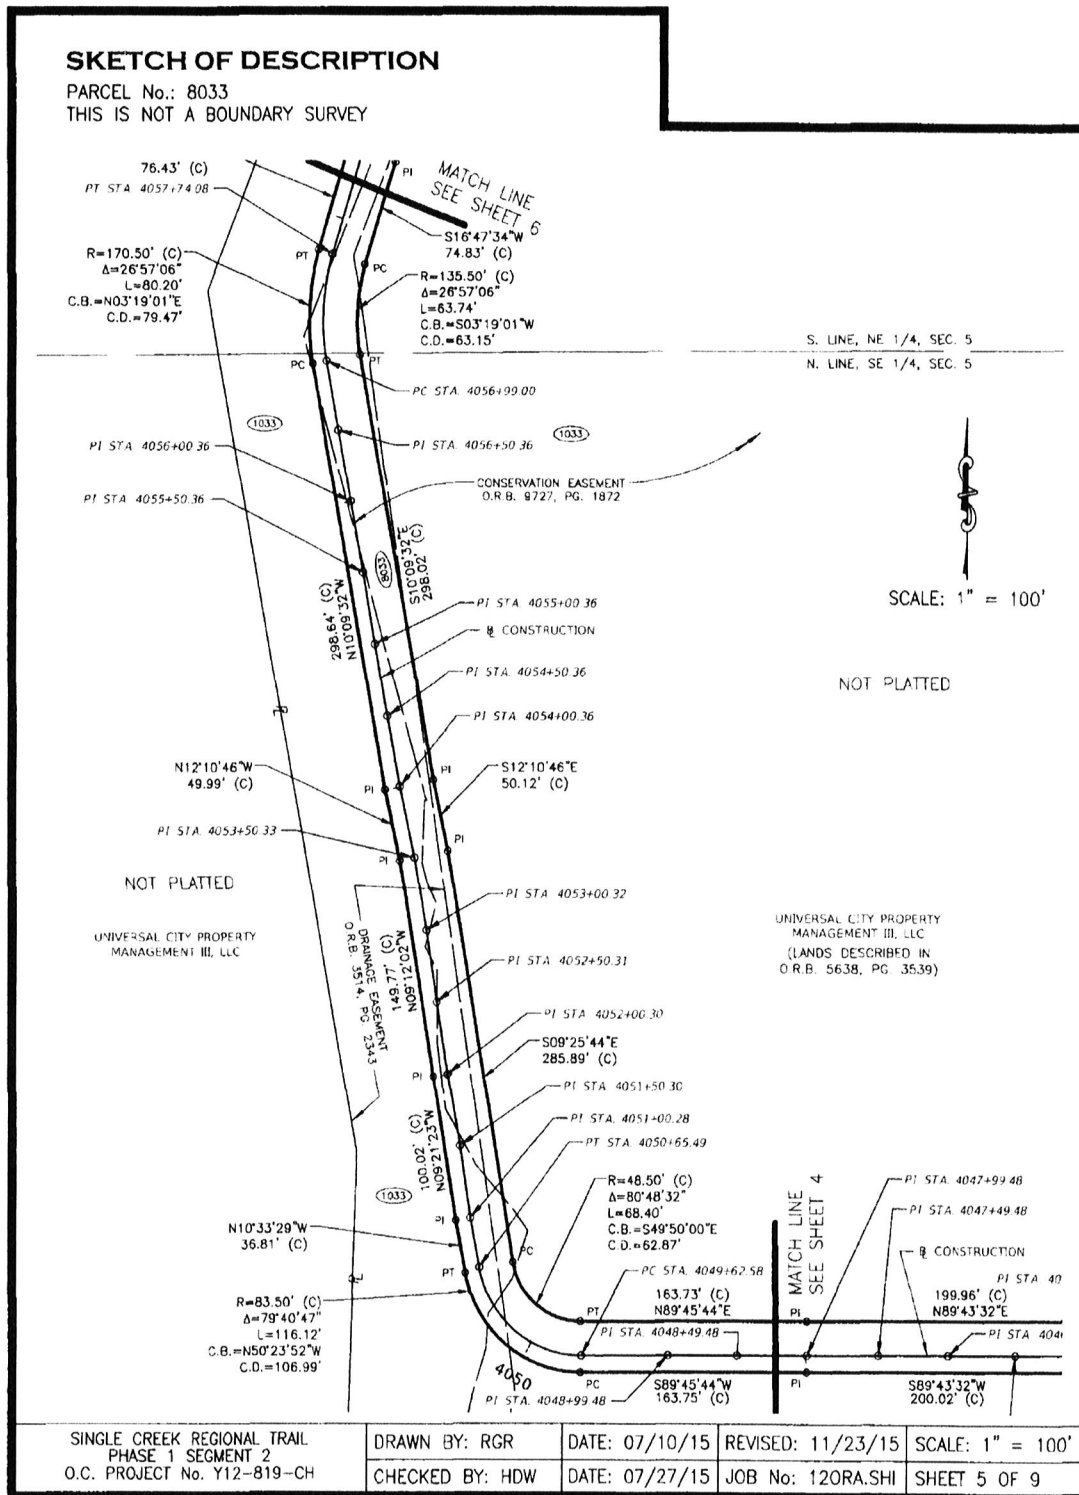 SKETCH OF DESCRIPTION
PARCEL No.: 8033
THIS IS NOT A BOUNDARY SURVEY
76.43' (C)
PT STA. 4057+74.08
PI
MATCH LINE
SEE SHEET 6
S16°47'34"W
74.83' (C)
PT
PC
R=170.50' (C)
Δ=26°57'06"
L=80.20'
C.B.=N03°19'01"E
C.D.=79.47'
R=135.50' (C)
Δ=26°57'06"
L=63.74'
C.B.=S03°19'01"W
C.D.=63.15'
S. LINE, NE 1/4, SEC. 5
N. LINE, SE 1/4, SEC. 5
PC
PT
PC STA. 4056+99.00
1033
PI STA. 4056+00.36
PI STA. 4056+50.36
1033
PI STA. 4055+50.36
CONSERVATION EASEMENT
O.R.B. 9727, PG. 1872
8033
S10°09'32"E
298.02' (C)
298.64' (C)
N10°09'32"W
SCALE: 1" = 100'
PI STA. 4055+00.36
℄ CONSTRUCTION
PI STA. 4054+50.36
NOT PLATTED
PI STA. 4054+00.36
N12°10'46"W
49.99' (C)
PI
PI
S12°10'46"E
50.12' (C)
PI STA. 4053+50.33
PI
PI
NOT PLATTED
PI STA. 4053+00.32
UNIVERSAL CITY PROPERTY
MANAGEMENT III, LLC
UNIVERSAL CITY PROPERTY
MANAGEMENT III, LLC
(LANDS DESCRIBED IN
O.R.B. 5638, PG. 3539)
DRAINAGE EASEMENT
O.R.B. 3514, PG. 2343
N09°12'02"W
149.77' (C)
PI STA. 4052+50.31
PI STA. 4052+00.30
S09°25'44"E
285.89' (C)
PI
PI STA. 4051+50.30
PI STA. 4051+00.28
PT STA. 4050+65.49
100.02' (C)
N09°21'23"W
1033
R=48.50' (C)
Δ=80°48'32"
L=68.40'
C.B.=S49°50'00"E
C.D.=62.87'
MATCH LINE
SEE SHEET 4
PI STA. 4047+99.48
PI STA. 4047+49.48
℄ CONSTRUCTION
N10°33'29"W
36.81' (C)
PI
PC
PT
PC STA. 4049+62.58
PI STA. 40
R=83.50' (C)
Δ=79°40'47"
L=116.12'
C.B.=N50°23'52"W
C.D.=106.99'
163.73' (C)
N89°45'44"E
199.96' (C)
N89°43'32"E
PT
PI
PI STA. 4048+49.48
PI STA. 404
4050
PC
PI
PI STA. 4048+99.48
S89°45'44"W
163.75' (C)
S89°43'32"W
200.02' (C)
SINGLE CREEK REGIONAL TRAIL
PHASE 1 SEGMENT 2
O.C. PROJECT No. Y12-819-CH
DRAWN BY: RGR
DATE: 07/10/15
REVISED: 11/23/15
SCALE: 1" = 100'
CHECKED BY: HDW
DATE: 07/27/15
JOB No: 120RA.SHI
SHEET 5 OF 9